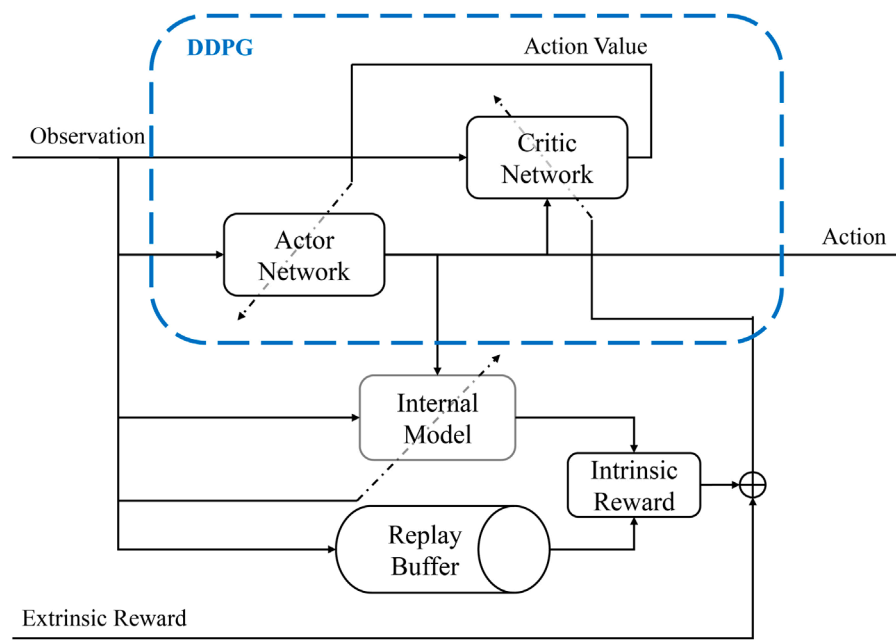 DDPG
Action Value
Observation
Critic
Network
Actor
Network
Action
Internal
Model
Intrinsic
Reward
Replay
Buffer
Extrinsic Reward